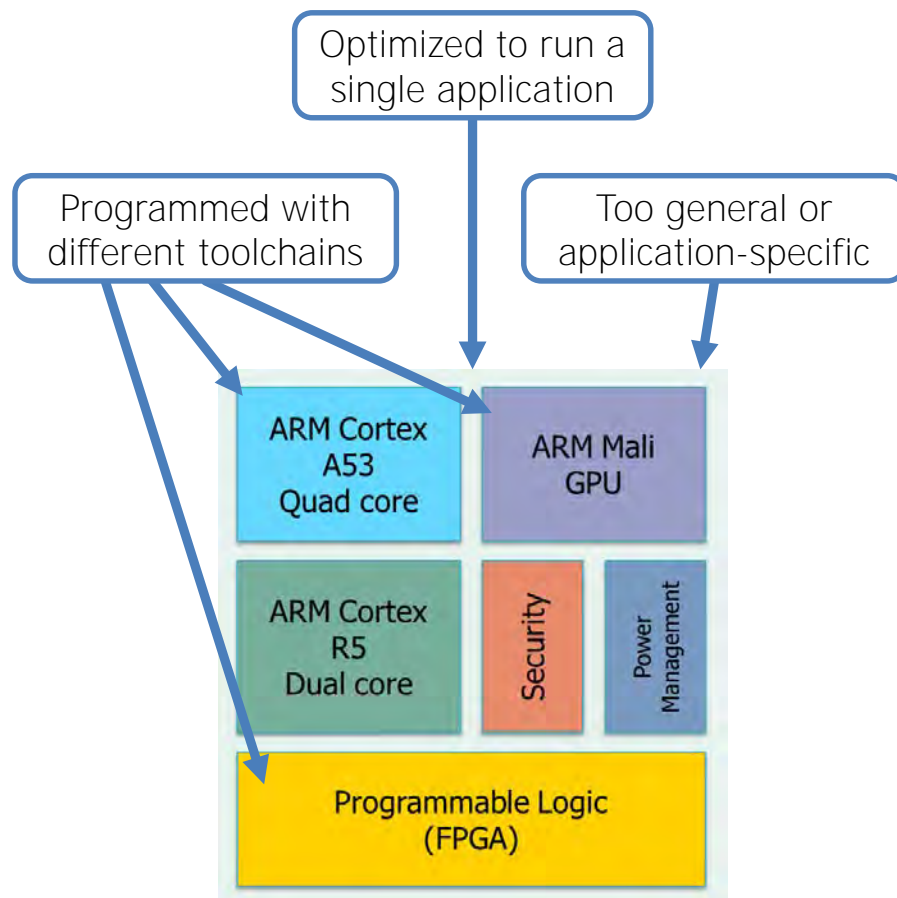 Optimized to run a
single application
Programmed with
different toolchains
Too general or
application-specific
ARM Cortex
A53
Quad core
ARM Mali
GPU
ARM Cortex
R5
Dual core
Security
Power
Management
Programmable Logic
(FPGA)